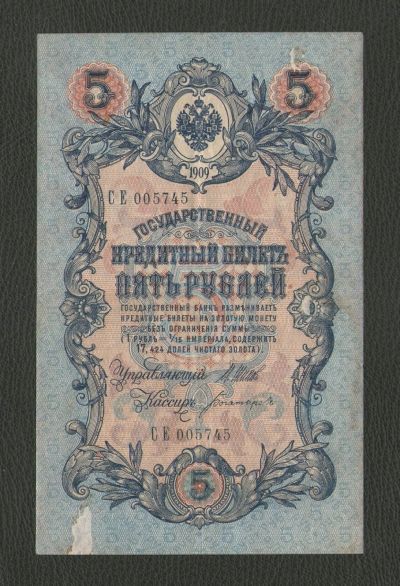 5 5
1909
СЕ 005745
ГОСУДАРСТВЕННЫЙ
КРЕДИТНЫЙ БИЛЕТЪ
ПЯТЬ РУБЛЕЙ
ГОСУДАРСТВЕННЫЙ БАНКЪ РАЗМѢНИВАЕТЪ
КРЕДИТНЫЕ БИЛЕТЫ НА ЗОЛОТУЮ МОНЕТУ
БЕЗЪ ОГРАНИЧЕНІЯ СУММЫ
(1 РУБЛЬ = 1/15 ИМПЕРІАЛА, СОДЕРЖИТЪ
17,424 ДОЛЕЙ ЧИСТАГО ЗОЛОТА).
Управляющій
Кассиръ
СЕ 005745
5